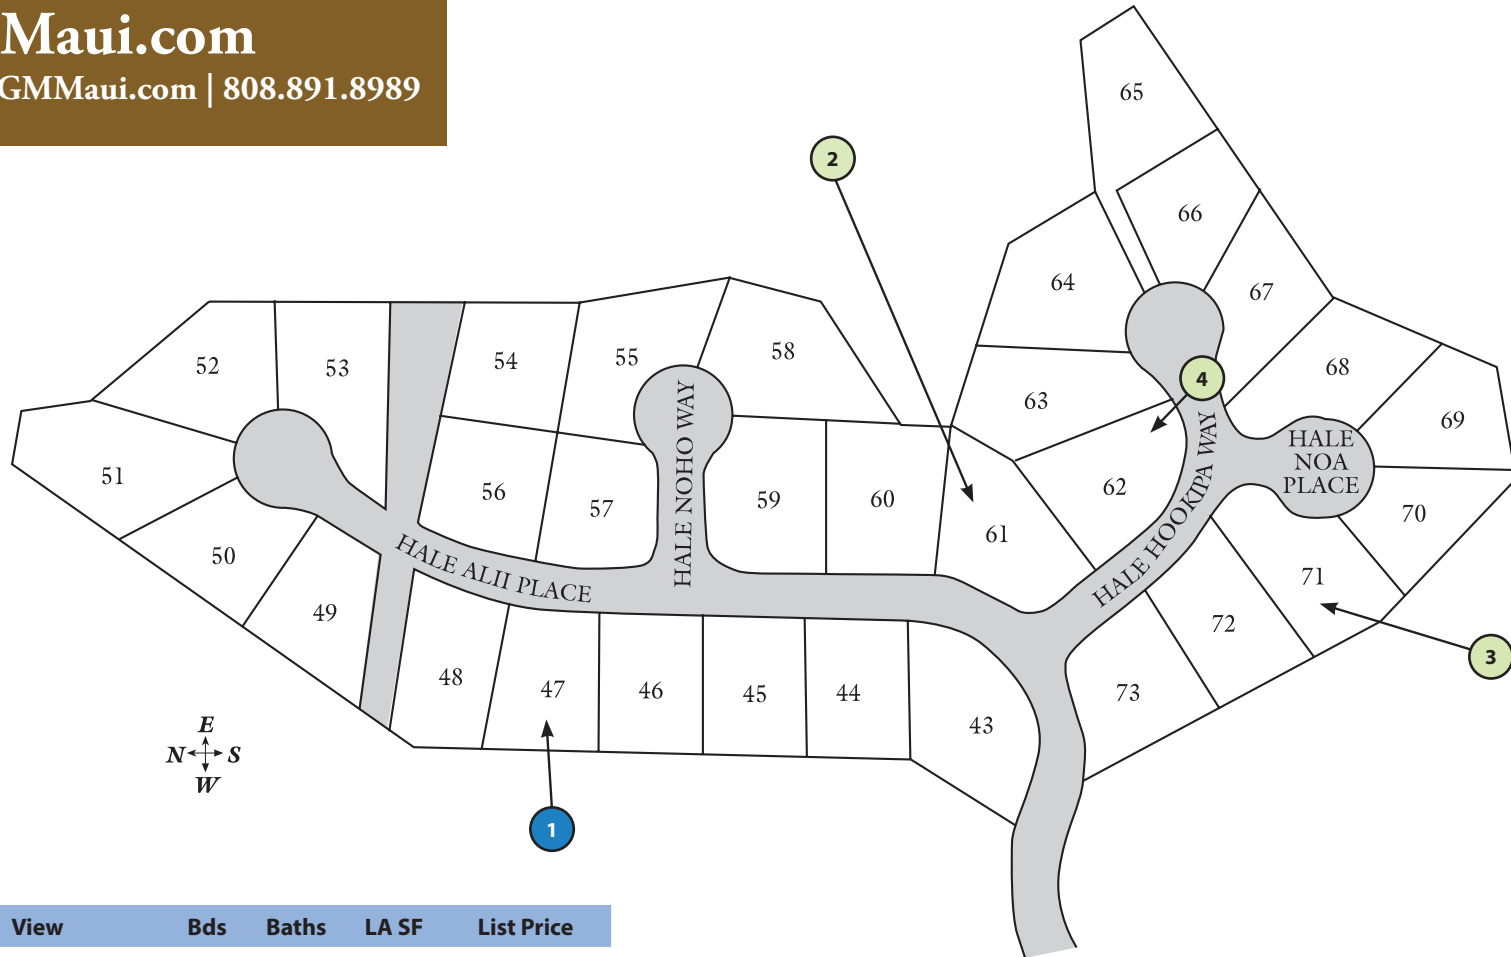 Maui.com
GMMaui.com | 808.891.8989
65
2
66
64
67
52
53
54
55
58
68
4
63
69
HALE NOHO WAY
HALE HOOKIPA WAY
HALE
NOA
PLACE
51
56
57
59
60
62
70
61
50
HALE ALII PLACE
71
49
72
3
48
47
46
45
44
73
43
E
N S
W
1
View Bds Baths LA SF List Price